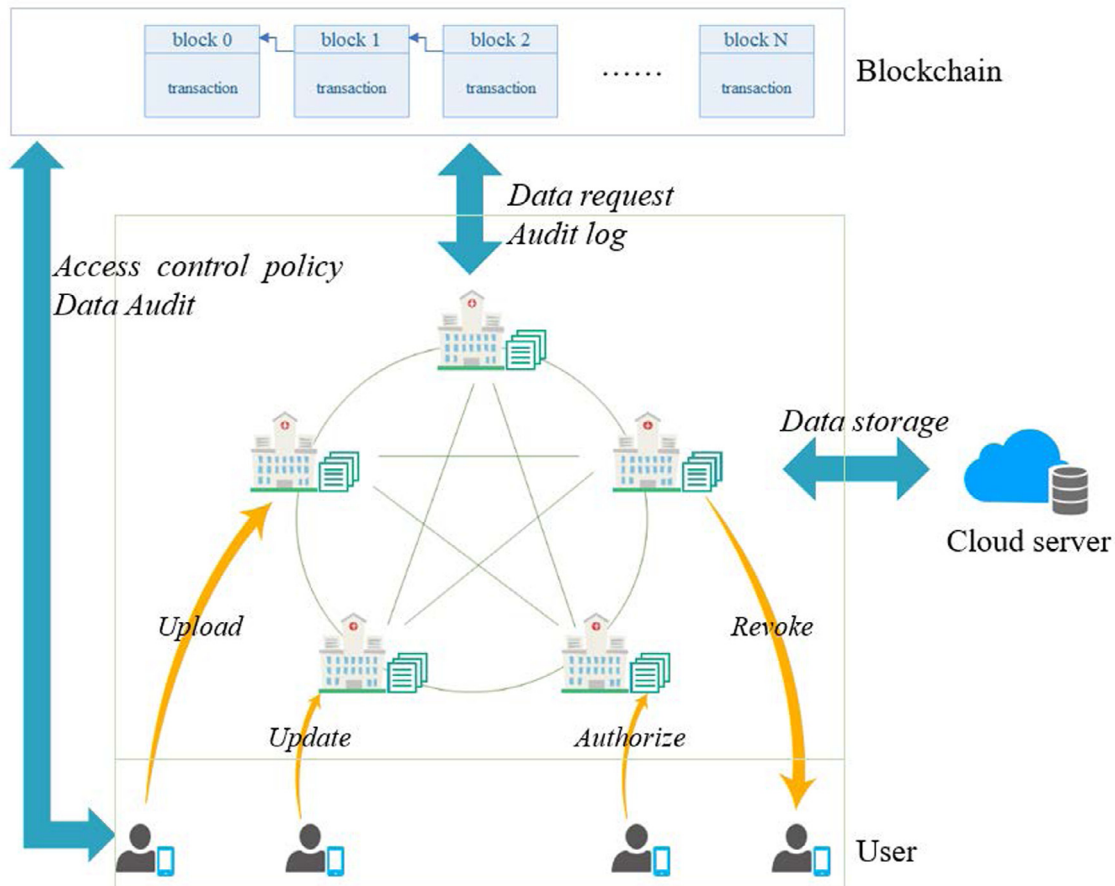 block 0
block 1
block 2
block N
transaction
transaction
transaction
......
transaction
Blockchain
Data request
Audit log
Access control policy
Data Audit
Data storage
Cloud server
Upload
Revoke
Update
Authorize
User